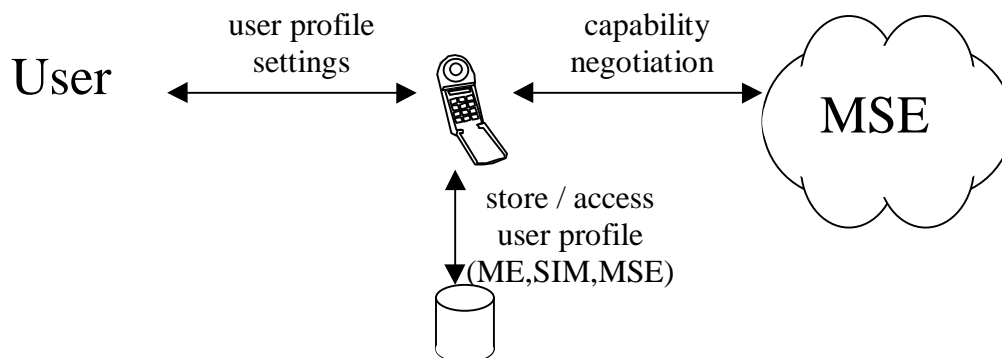 user profile
settings
capability
negotiation
User
MSE
store / access
user profile
(ME,SIM,MSE)